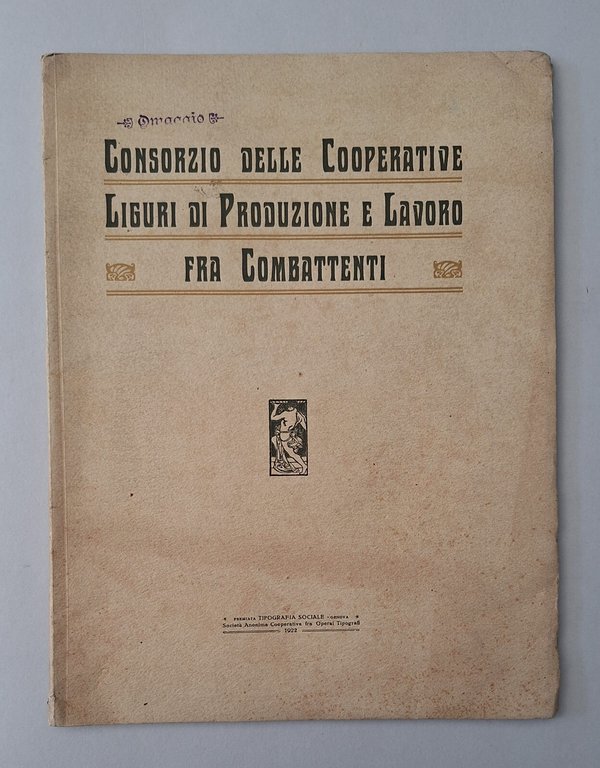 Omaggio
CONSORZIO DELLE COOPERATIVE
LIGURI DI PRODUZIONE E LAVORO
FRA COMBATTENTI
PREMIATA TIPOGRAFIA SOCIALE - GENOVA
Società Anonima Cooperativa fra Operai Tipografi
1922